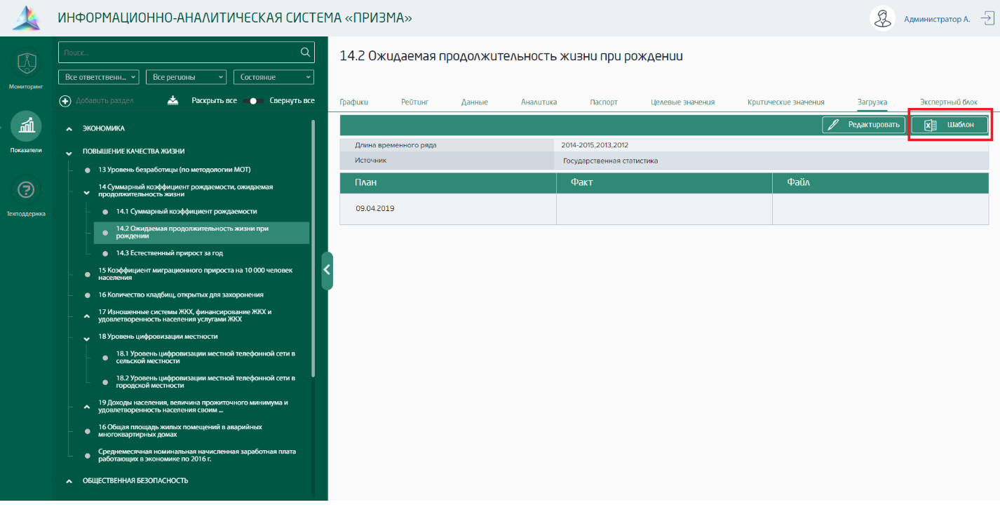 ИНФОРМАЦИОННО-АНАЛИТИЧЕСКАЯ СИСТЕМА «ПРИЗМА»
Администратор А.
Мониторинг
Показатели
Техподдержка
Поиск...
Все ответственн... Все регионы Состояние
Добавить раздел Раскрыть все Свернуть все
ЭКОНОМИКА
ПОВЫШЕНИЕ КАЧЕСТВА ЖИЗНИ
13 Уровень безработицы (по методологии МОТ)
14 Суммарный коэффициент рождаемости, ожидаемая
продолжительность жизни
14.1 Суммарный коэффициент рождаемости
14.2 Ожидаемая продолжительность жизни при
рождении
14.3 Естественный прирост за год
15 Коэффициент миграционного прироста на 10 000 человек
населения
16 Количество кладбищ, открытых для захоронения
17 Изношенные системы ЖКХ, финансирование ЖКХ и
удовлетворенность населения услугами ЖКХ
18 Уровень цифровизации местности
18.1 Уровень цифровизации местной телефонной сети в
сельской местности
18.2 Уровень цифровизации местной телефонной сети в
городской местности
19 Доходы населения, величина прожиточного минимума и
удовлетворенность населения своим ...
16 Общая площадь жилых помещений в аварийных
многоквартирных домах
Среднемесячная номинальная начисленная заработная плата
работающих в экономике по 2016 г.
ОБЩЕСТВЕННАЯ БЕЗОПАСНОСТЬ
14.2 Ожидаемая продолжительность жизни при рождении
Графики Рейтинг Данные Аналитика Паспорт Целевые значения Критические значения Загрузка Экспертный блок
Редактировать Шаблон
Длина временного ряда 2014-2015,2013,2012
Источник Государственная статистика
План Факт Файл
09.04.2019